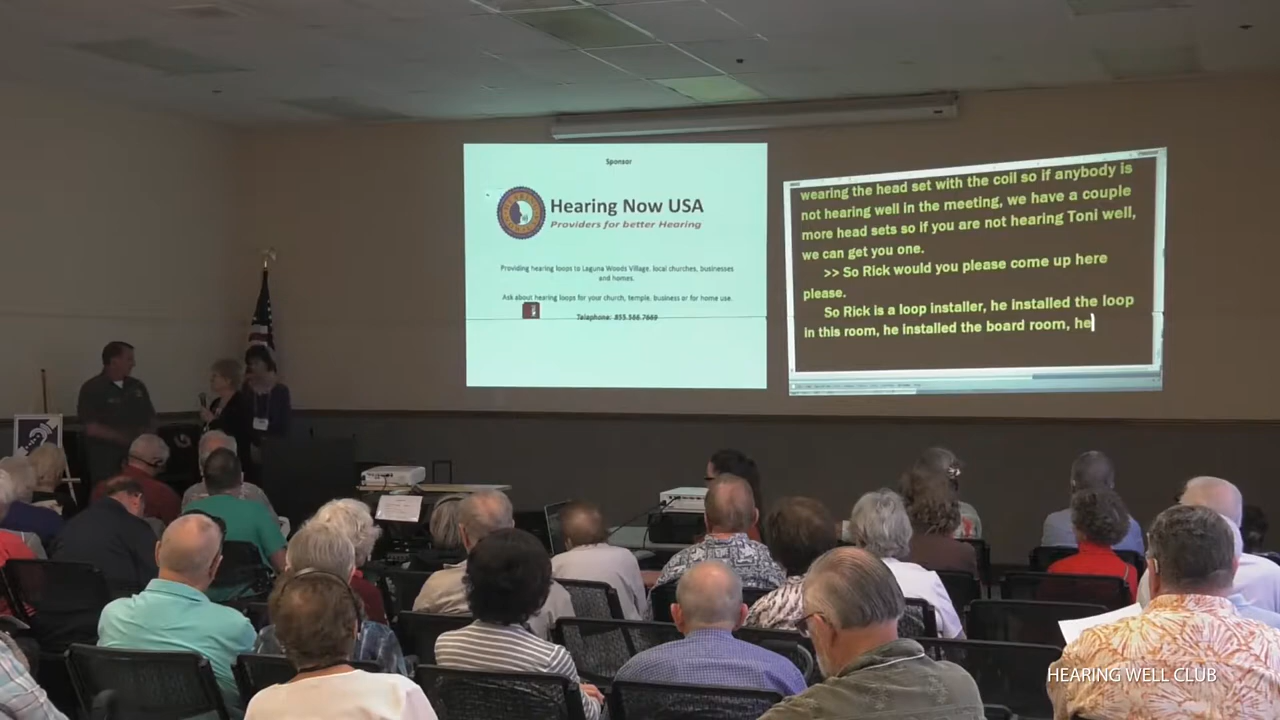 Sponsor
Hearing Now USA
Providers for better Hearing
Providing hearing loops to Laguna Woods Village, local churches, businesses
and homes.
Ask about hearing loops for your church, temple, business or for home use.
Telephone: 855.566.7669
wearing the head set with the coil so if anybody is
not hearing well in the meeting, we have a couple
more head sets so if you are not hearing Toni well,
we can get you one.
>> So Rick would you please come up here
please.
So Rick is a loop installer, he installed the loop
in this room, he installed the board room, he
HEARING WELL CLUB